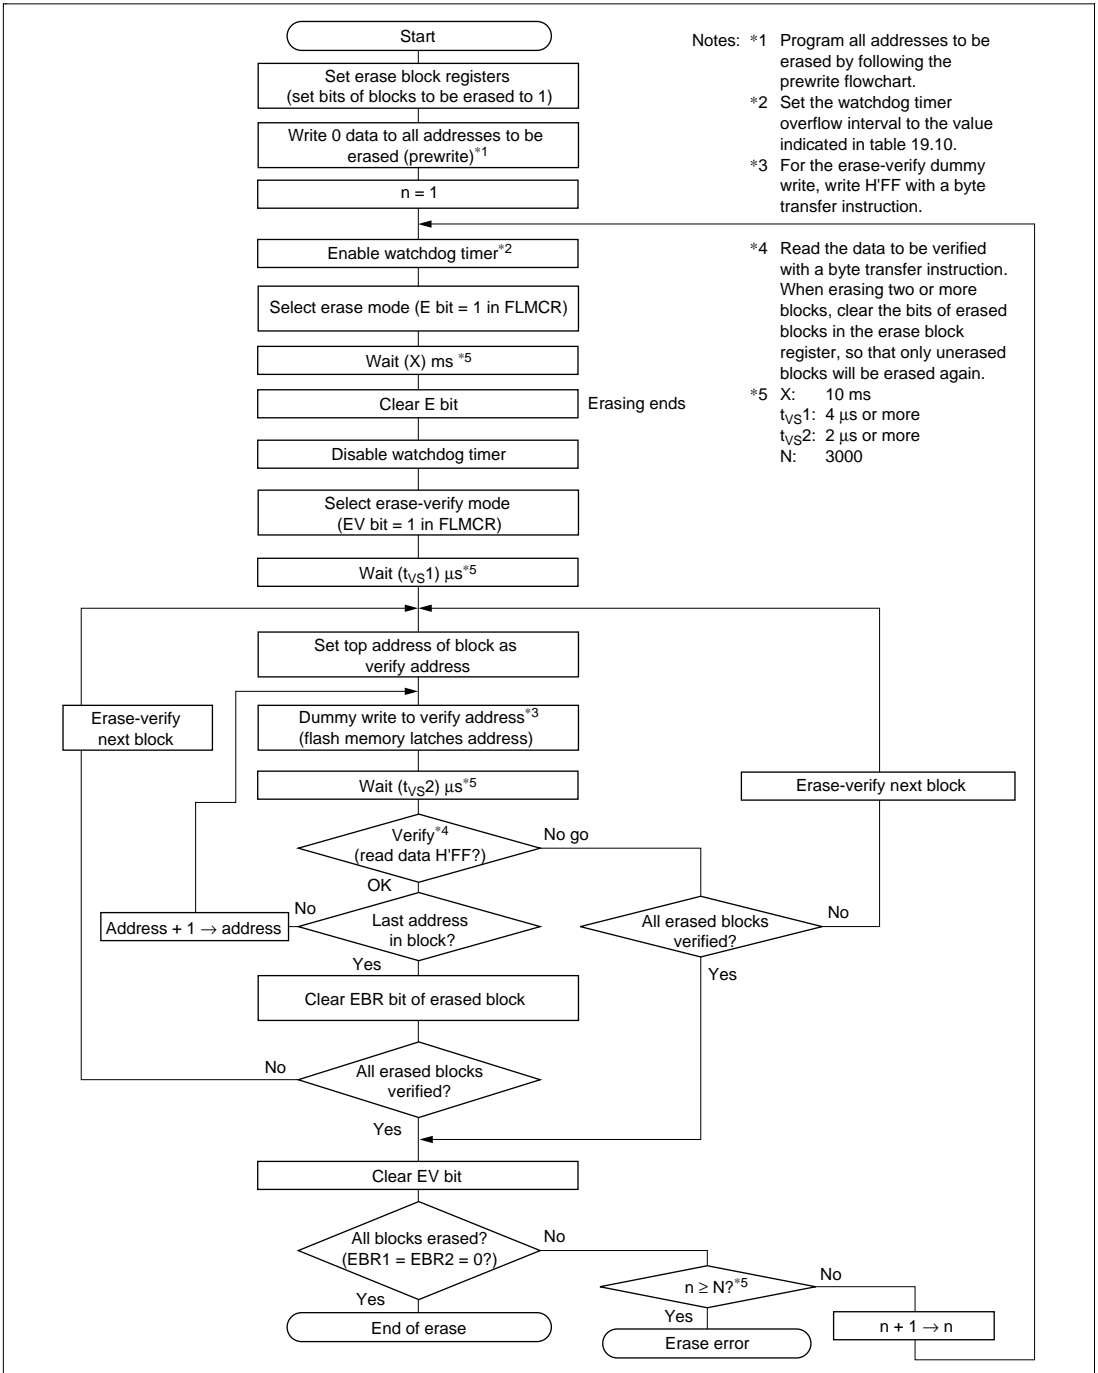 Start
Set erase block registers
(set bits of blocks to be erased to 1)
Write 0 data to all addresses to be
erased (prewrite)*1
n = 1
Enable watchdog timer*2
Select erase mode (E bit = 1 in FLMCR)
Wait (X) ms *5
Clear E bit
Erasing ends
Disable watchdog timer
Select erase-verify mode
(EV bit = 1 in FLMCR)
Wait (tVS1) μs*5
Set top address of block as
verify address
Erase-verify
next block
Dummy write to verify address*3
(flash memory latches address)
Wait (tVS2) μs*5
Erase-verify next block
Verify*4
(read data H'FF?)
No go
OK
Address + 1 → address
No
Last address
in block?
All erased blocks
verified?
No
Yes
Yes
Clear EBR bit of erased block
No
All erased blocks
verified?
Yes
Clear EV bit
All blocks erased?
(EBR1 = EBR2 = 0?)
No
n ≥ N?*5
No
Yes
Yes
End of erase
Erase error
n + 1 → n
Notes: *1 Program all addresses to be
erased by following the
prewrite flowchart.
*2 Set the watchdog timer
overflow interval to the value
indicated in table 19.10.
*3 For the erase-verify dummy
write, write H'FF with a byte
transfer instruction.
*4 Read the data to be verified
with a byte transfer instruction.
When erasing two or more
blocks, clear the bits of erased
blocks in the erase block
register, so that only unerased
blocks will be erased again.
*5 X: 10 ms
tVS1: 4 μs or more
tVS2: 2 μs or more
N: 3000